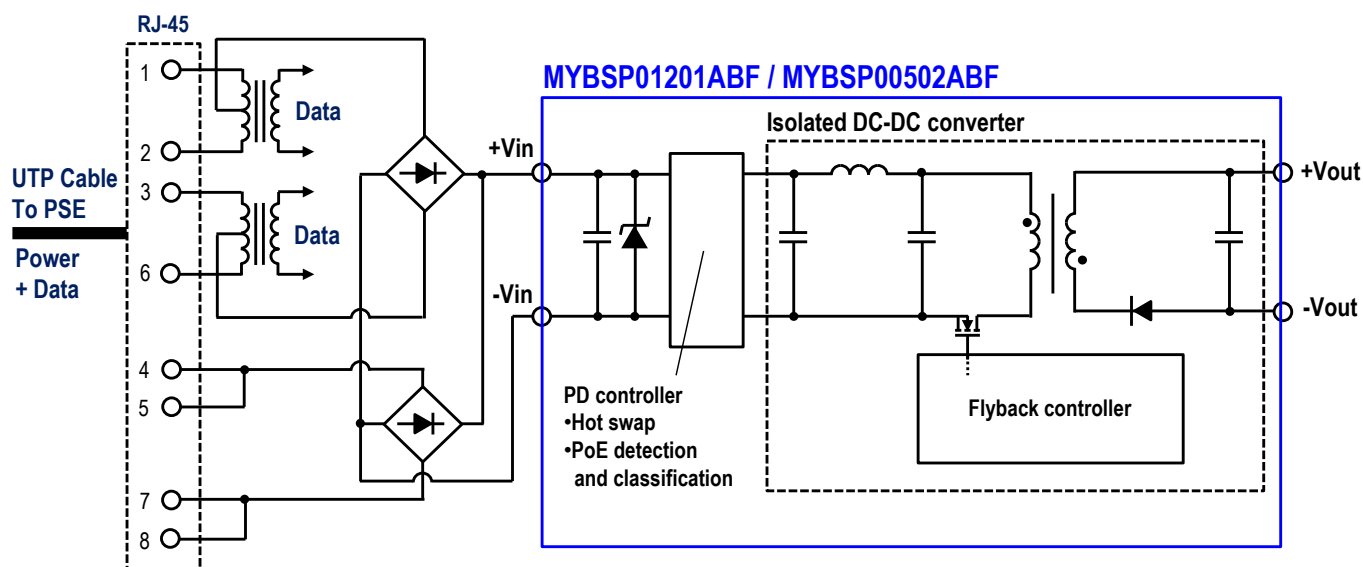 RJ-45
1
2
3
6
4
5
7
8
UTP Cable
To PSE
Power
+ Data
Data
Data
+Vin
-Vin
MYBSP01201ABF / MYBSP00502ABF
Isolated DC-DC converter
PD controller
•Hot swap
•PoE detection
and classification
Flyback controller
+Vout
-Vout